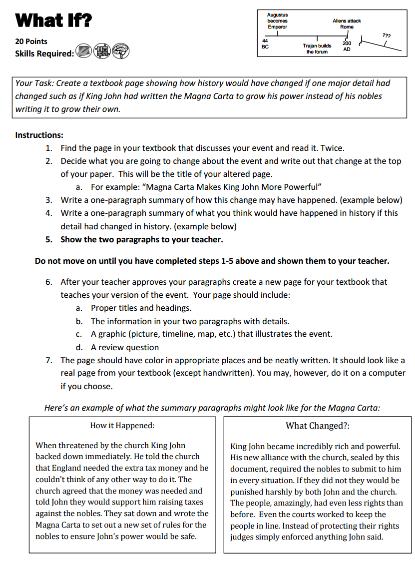 What If?
20 Points
Skills Required:
Augustus
becomes
Emperor
Aliens attack
Rome
44
BC
Trajan builds
the forum
200
AD
???
Your Task: Create a textbook page showing how history would have changed if one major detail had
changed such as if King John had written the Magna Carta to grow his power instead of his nobles
writing it to grow their own.
Instructions:
1. Find the page in your textbook that discusses your event and read it. Twice.
2. Decide what you are going to change about the event and write out that change at the top
of your paper. This will be the title of your altered page.
a. For example: "Magna Carta Makes King John More Powerful"
3. Write a one-paragraph summary of how this change may have happened. (example below)
4. Write a one-paragraph summary of what you think would have happened in history if this
detail had changed in history. (example below)
5. Show the two paragraphs to your teacher.
Do not move on until you have completed steps 1-5 above and shown them to your teacher.
6. After your teacher approves your paragraphs create a new page for your textbook that
teaches your version of the event. Your page should include:
a. Proper titles and headings.
b. The information in your two paragraphs with details.
c. A graphic (picture, timeline, map, etc.) that illustrates the event.
d. A review question
7. The page should have color in appropriate places and be neatly written. It should look like a
real page from your textbook (except handwritten). You may, however, do it on a computer
if you choose.
Here's an example of what the summary paragraphs might look like for the Magna Carta:
How it Happened:
When threatened by the church King John
backed down immediately. He told the church
that England needed the extra tax money and he
couldn't think of any other way to do it. The
church agreed that the money was needed and
told John they would support him raising taxes
against the nobles. They sat down and wrote the
Magna Carta to set out a new set of rules for the
nobles to ensure John's power would be safe.
What Changed?:
King John became incredibly rich and powerful.
His new alliance with the church, sealed by this
document, required the nobles to submit to him
in every situation. If they did not they would be
punished harshly by both John and the church.
The people, amazingly, had even less rights than
before. Even the courts worked to keep the
people in line. Instead of protecting their rights
judges simply enforced anything John said.